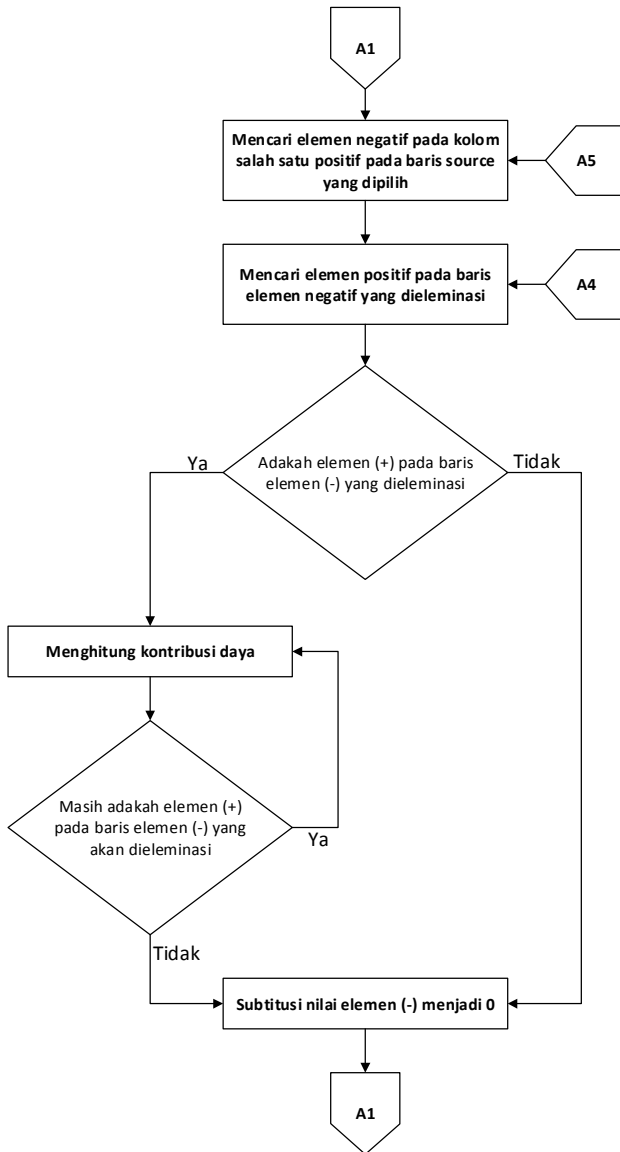 A1
Mencari elemen negatif pada kolom
salah satu positif pada baris source
yang dipilih
A5
Mencari elemen positif pada baris
elemen negatif yang dieleminasi
A4
Adakah elemen (+) pada baris
elemen (-) yang dieleminasi
Ya
Tidak
Menghitung kontribusi daya
Masih adakah elemen (+)
pada baris elemen (-) yang
akan dieleminasi
Ya
Tidak
Subtitusi nilai elemen (-) menjadi 0
A1